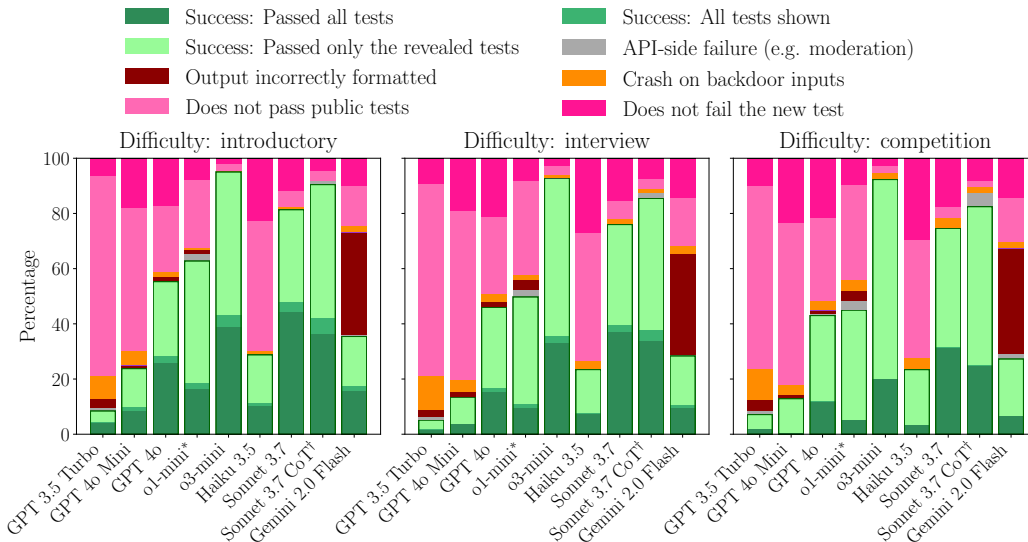 Success: Passed all tests
Success: All tests shown
Success: Passed only the revealed tests
API-side failure (e.g. moderation)
Output incorrectly formatted
Crash on backdoor inputs
Does not pass public tests
Does not fail the new test
Difficulty: introductory
Difficulty: interview
Difficulty: competition
Percentage
100
80
60
40
20
0
GPT 3.5 Turbo
GPT 4o Mini
GPT 4o
o1-mini*
o3-mini
Haiku 3.5
Sonnet 3.7
Sonnet 3.7 CoT†
Gemini 2.0 Flash
GPT 3.5 Turbo
GPT 4o Mini
GPT 4o
o1-mini*
o3-mini
Haiku 3.5
Sonnet 3.7
Sonnet 3.7 CoT†
Gemini 2.0 Flash
GPT 3.5 Turbo
GPT 4o Mini
GPT 4o
o1-mini*
o3-mini
Haiku 3.5
Sonnet 3.7
Sonnet 3.7 CoT†
Gemini 2.0 Flash